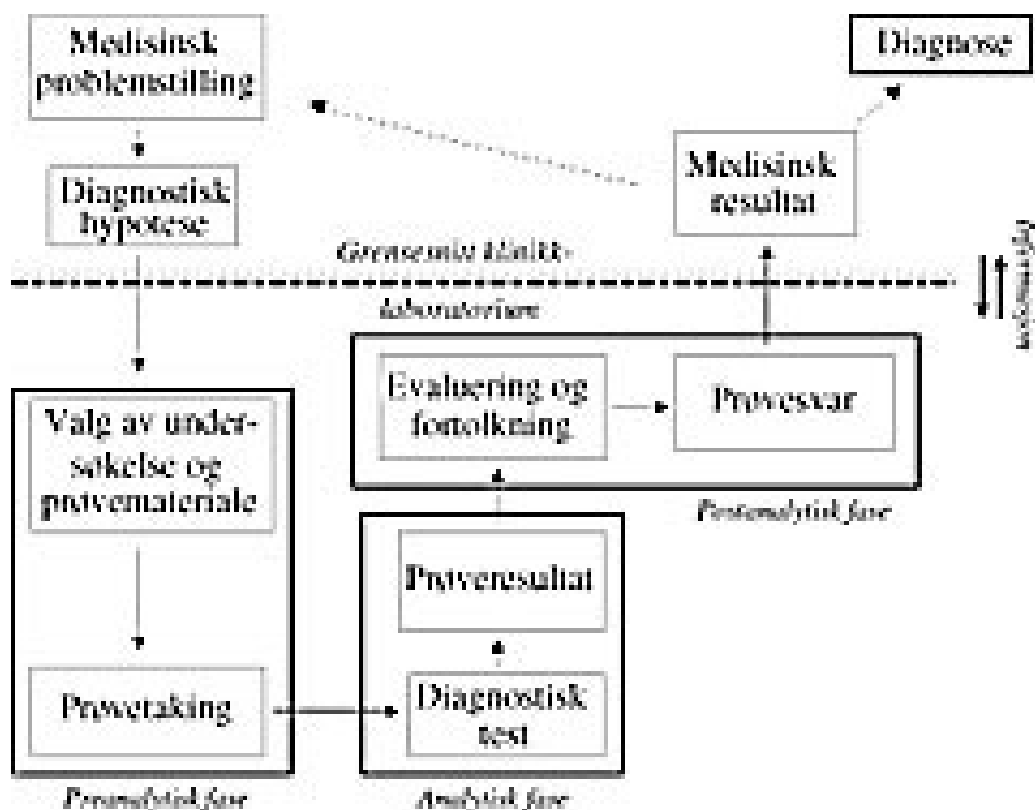 Medisinsk
problemstilling
Diagnose
Diagnostisk
hypotese
Medisinsk
resultat
Grensesnitt klinikk-
laboratorium
Informasjon
Valg av under-
søkelse og
prøvemateriale
Evaluering og
fortolkning
Prøvesvar
Postanalytisk fase
Prøveresultat
Prøvetaking
Diagnostisk
test
Preanalytisk fase
Analytisk fase